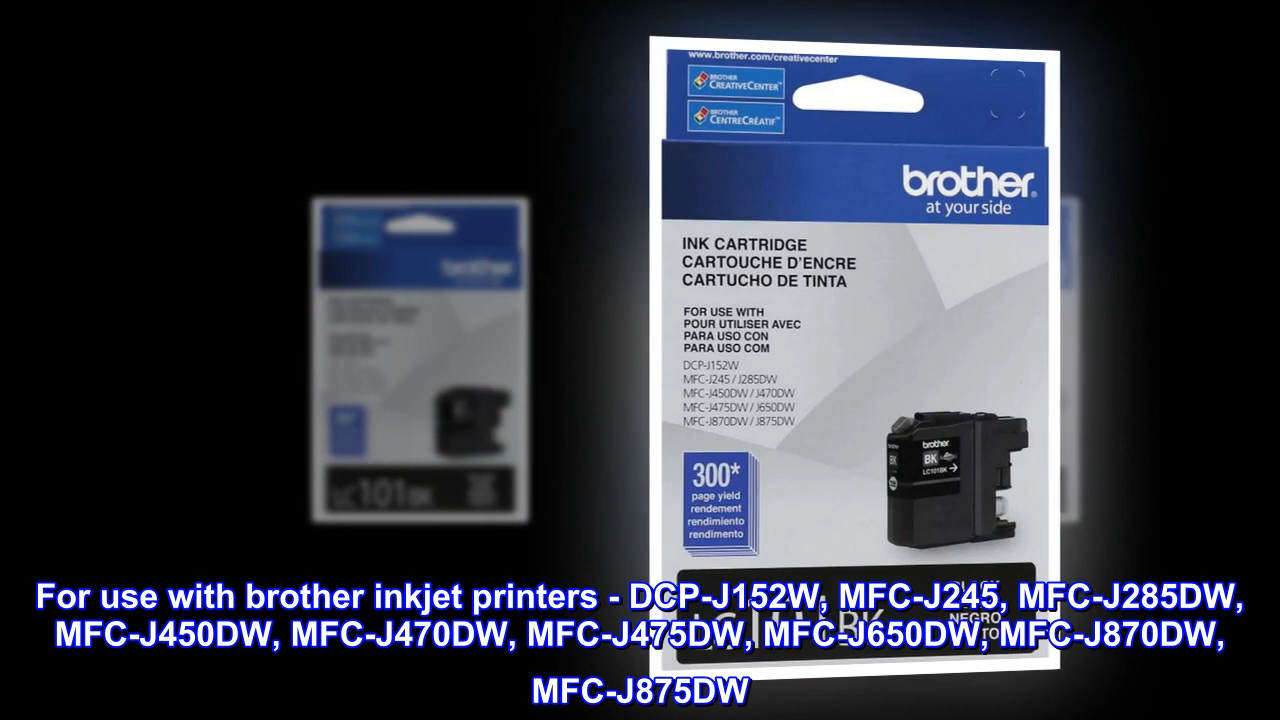 www.brother.com/creativecenter
BROTHER
CREATIVECENTER™
BROTHER
CENTRECRÉATIF™
brother®
at your side
INK CARTRIDGE
CARTOUCHE D'ENCRE
CARTUCHO DE TINTA
FOR USE WITH
POUR UTILISER AVEC
PARA USO CON
PARA USO COM
DCP-J152W
MFC-J245 / J285DW
MFC-J450DW / J470DW
MFC-J475DW / J650DW
MFC-J870DW / J875DW
300*
page yield
rendement
rendimiento
rendimento
brother
BK
BK
LC101BK
LC101BK
NEGRO
For use with brother inkjet printers - DCP-J152W, MFC-J245, MFC-J285DW,
MFC-J450DW, MFC-J470DW, MFC-J475DW, MFC-J650DW, MFC-J870DW,
MFC-J875DW